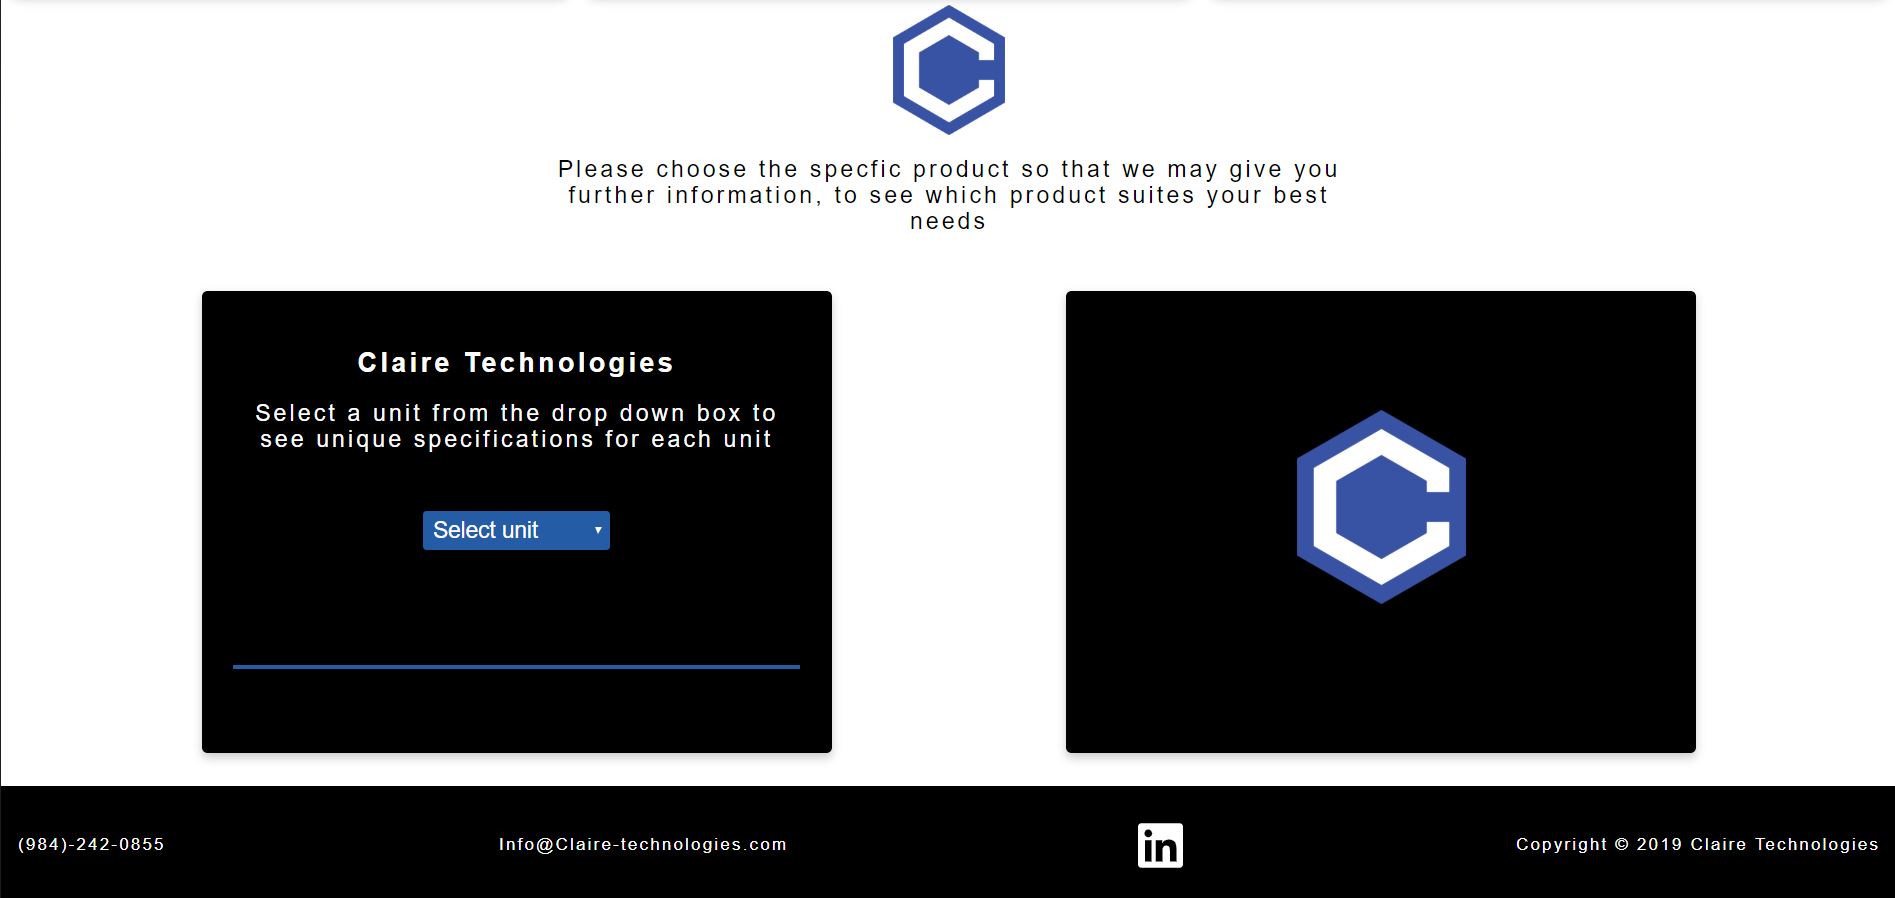 Please choose the specfic product so that we may give you
further information, to see which product suites your best
needs
Claire Technologies
Select a unit from the drop down box to
see unique specifications for each unit
Select unit
(984)-242-0855
Info@Claire-technologies.com
in
Copyright © 2019 Claire Technologies